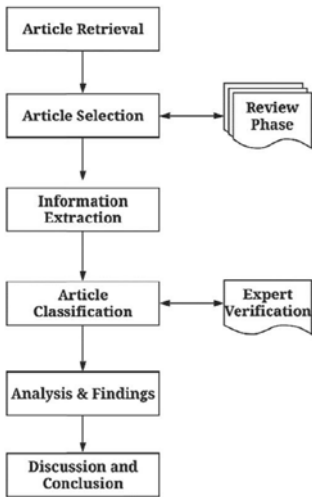 Article Retrieval
Article Selection
Review
Phase
Information
Extraction
Article
Classification
Expert
Verification
Analysis & Findings
Discussion and
Conclusion